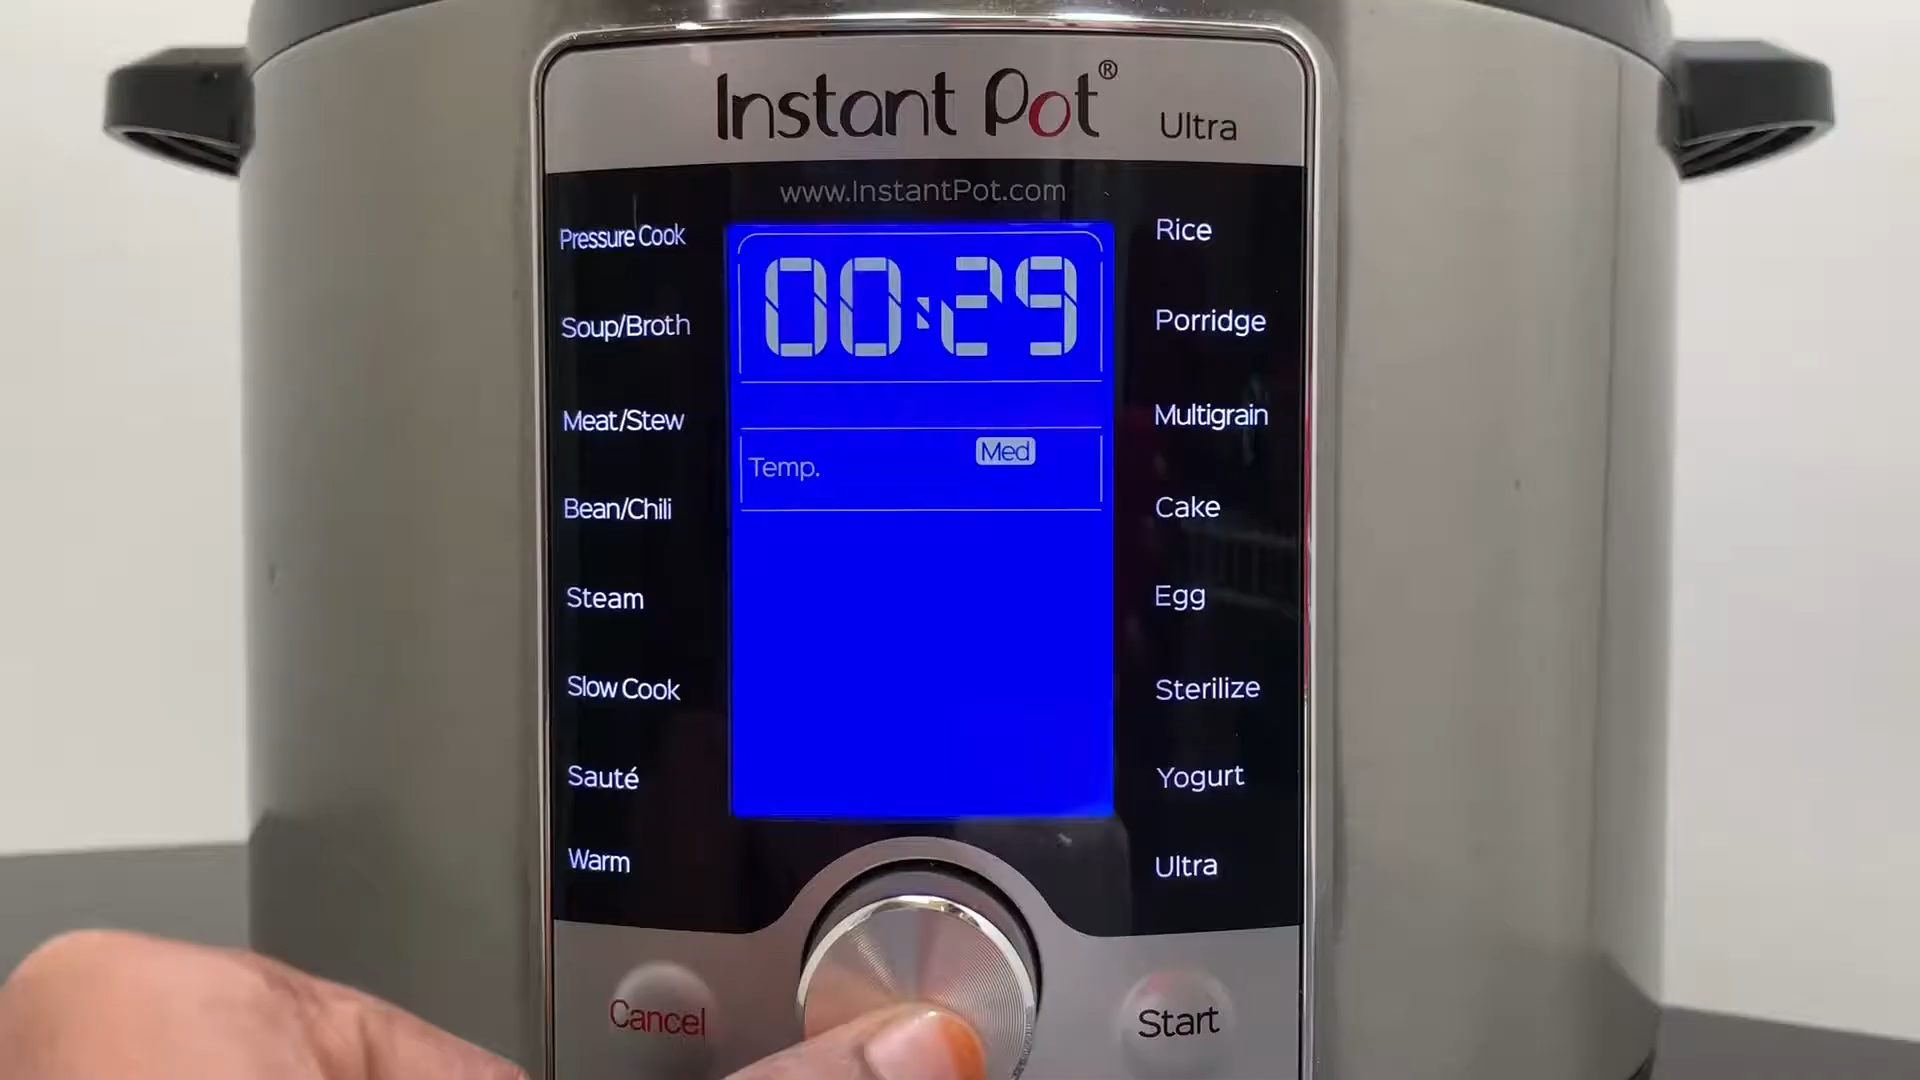 Instant Pot® Ultra
www.InstantPot.com
Pressure Cook
Soup/Broth
Meat/Stew
Bean/Chili
Steam
Slow Cook
Sauté
Warm
00:29
Temp. Med
Rice
Porridge
Multigrain
Cake
Egg
Sterilize
Yogurt
Ultra
Cancel
Start